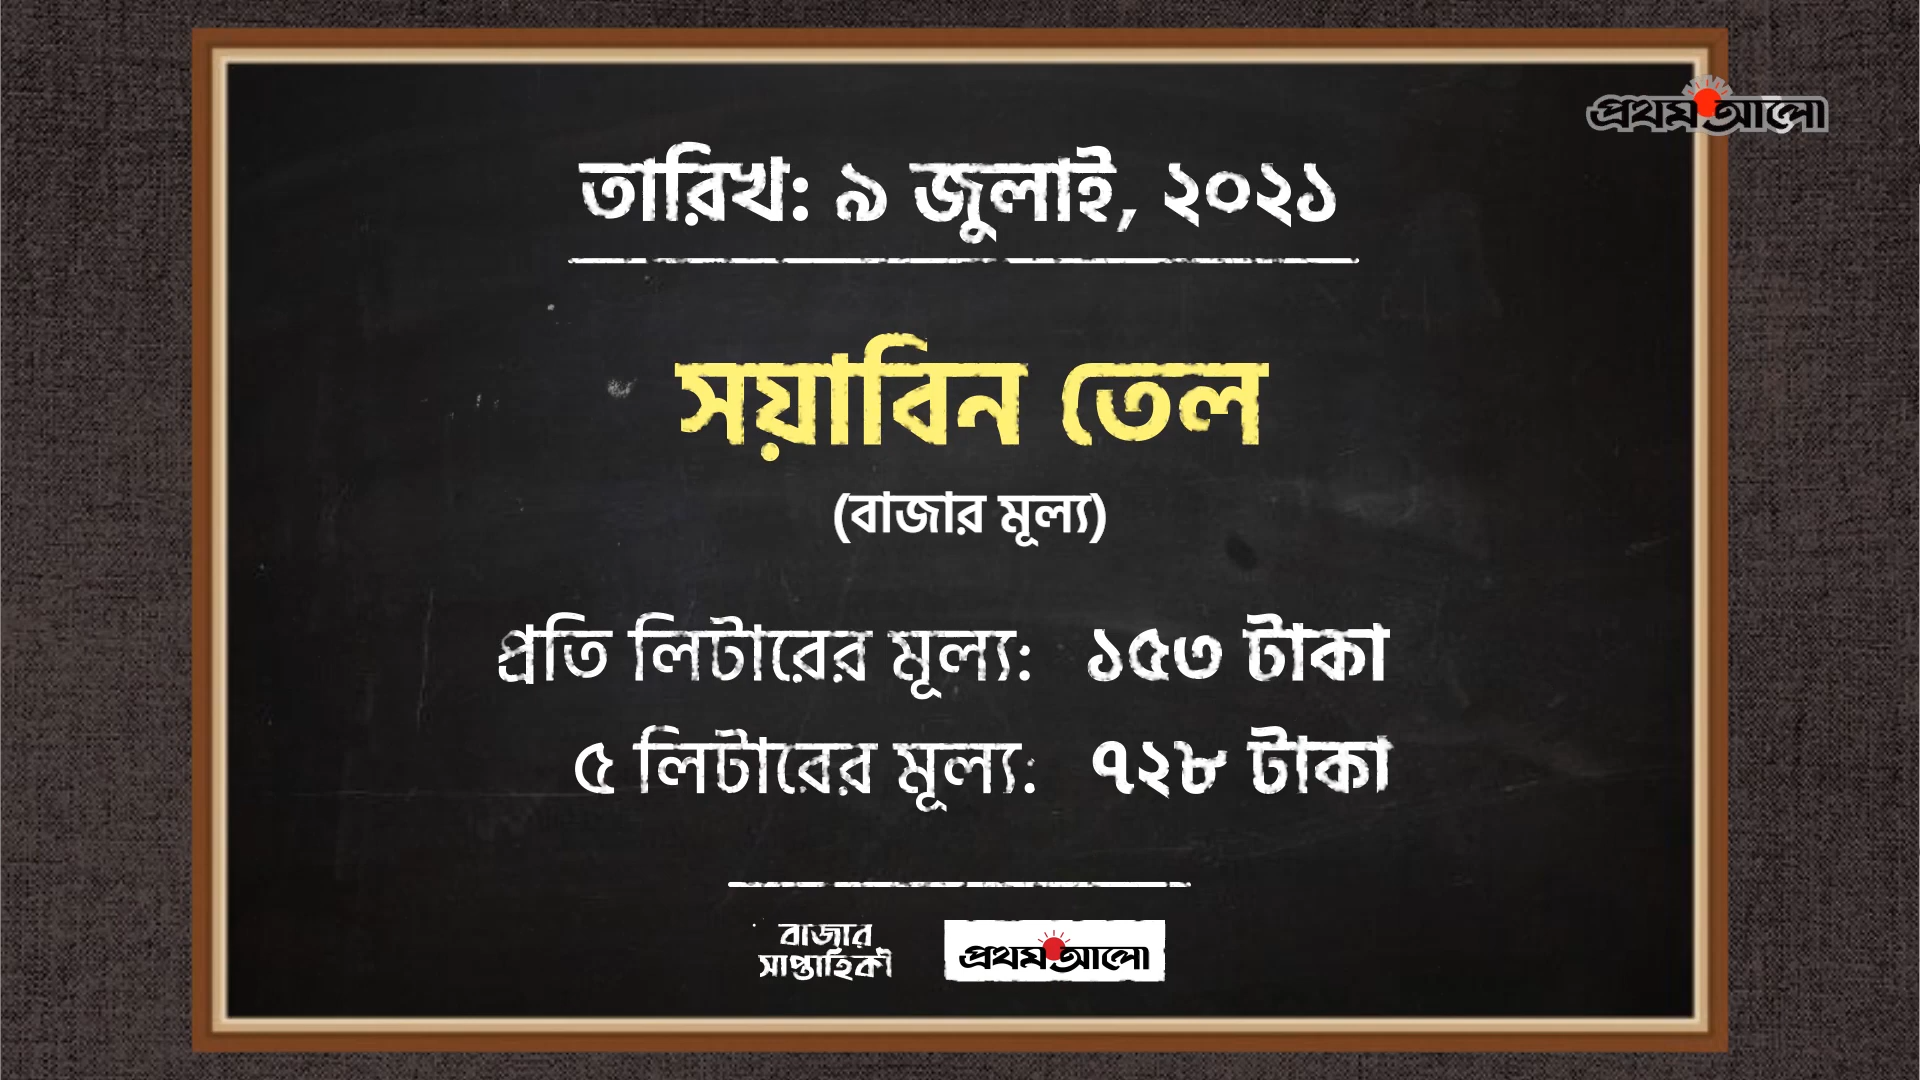 প্রথম আলো
তারিখ: ৯ জুলাই, ২০২১
সয়াবিন তেল
(বাজার মূল্য)
প্রতি লিটারের মূল্য: ১৫৩ টাকা
৫ লিটারের মূল্য: ৭২৮ টাকা
বাজার
সাপ্তাহিকী
প্রথম আলো